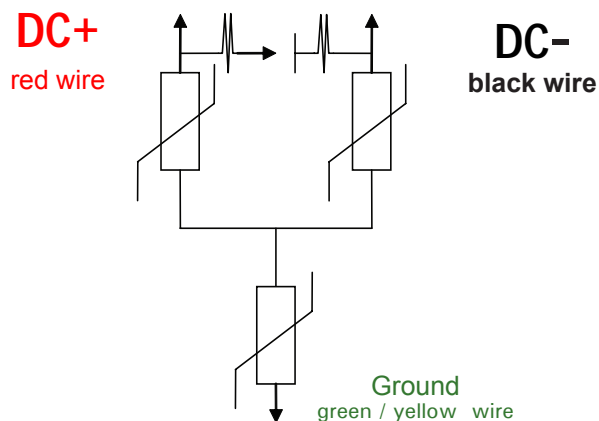 DC+
red wire
DC-
black wire
Ground
green / yellow wire